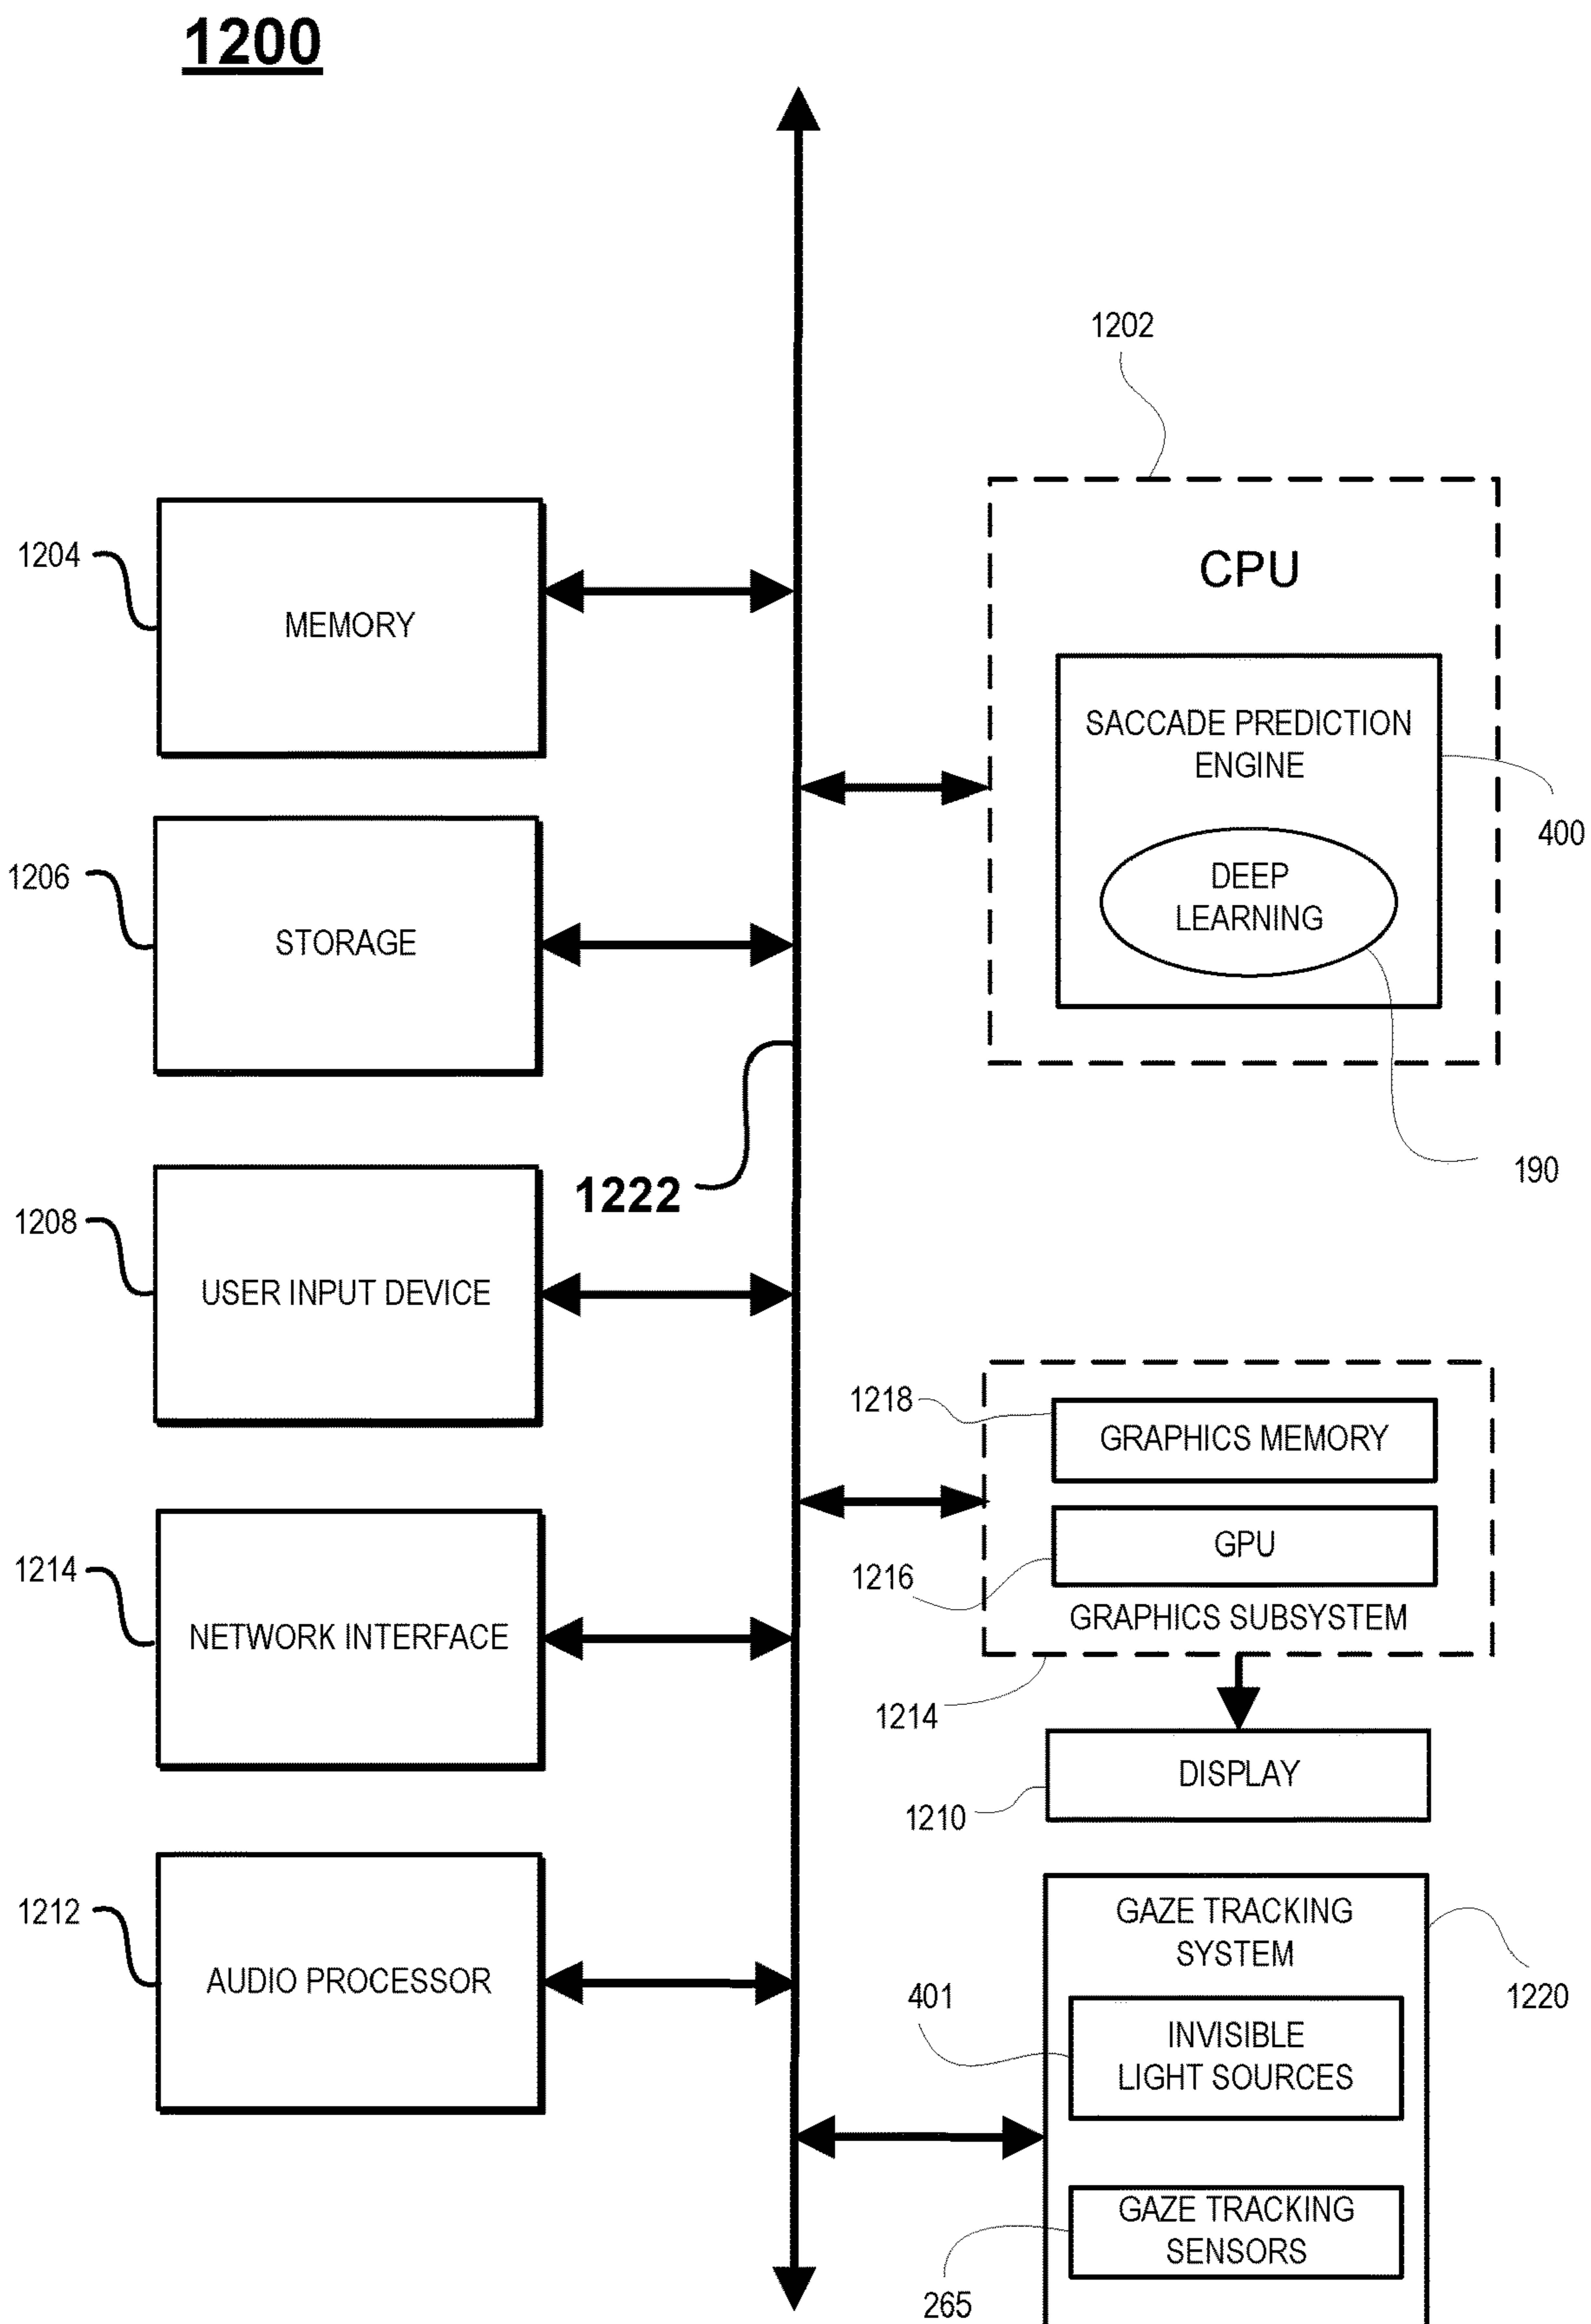 1200
1202
CPU
1204
MEMORY
SACCADE PREDICTION
ENGINE
400
1206
STORAGE
DEEP
LEARNING
190
1222
1208
USER INPUT DEVICE
1218
GRAPHICS MEMORY
1214
NETWORK INTERFACE
GPU
1216
GRAPHICS SUBSYSTEM
1214
DISPLAY
1210
1212
AUDIO PROCESSOR
GAZE TRACKING
SYSTEM
1220
401
INVISIBLE
LIGHT SOURCES
GAZE TRACKING
SENSORS
265